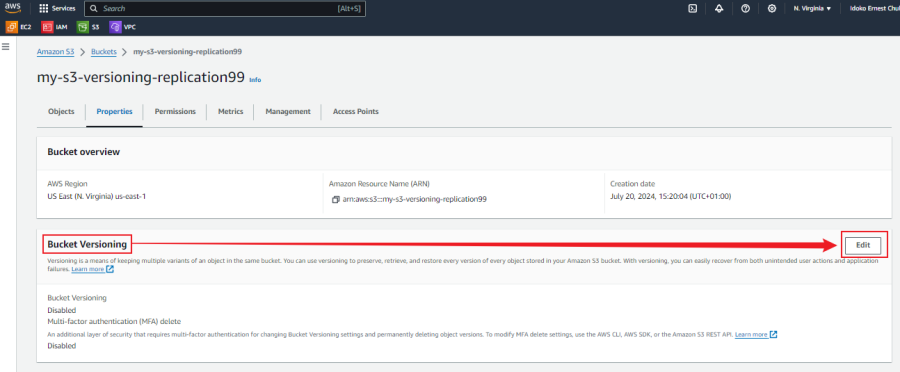 aws
Services
Search
[Alt+S]
N. Virginia
Idoko Ernest Chu
EC2
IAM
S3
VPC
Amazon S3 > Buckets > my-s3-versioning-replication99
my-s3-versioning-replication99 Info
Objects
Properties
Permissions
Metrics
Management
Access Points
Bucket overview
AWS Region
US East (N. Virginia) us-east-1
Amazon Resource Name (ARN)
arn:aws:s3:::my-s3-versioning-replication99
Creation date
July 20, 2024, 15:20:04 (UTC+01:00)
Bucket Versioning
Edit
Versioning is a means of keeping multiple variants of an object in the same bucket. You can use versioning to preserve, retrieve, and restore every version of every object stored in your Amazon S3 bucket. With versioning, you can easily recover from both unintended user actions and application
failures. Learn more
Bucket Versioning
Disabled
Multi-factor authentication (MFA) delete
An additional layer of security that requires multi-factor authentication for changing Bucket Versioning settings and permanently deleting object versions. To modify MFA delete settings, use the AWS CLI, AWS SDK, or the Amazon S3 REST API. Learn more
Disabled